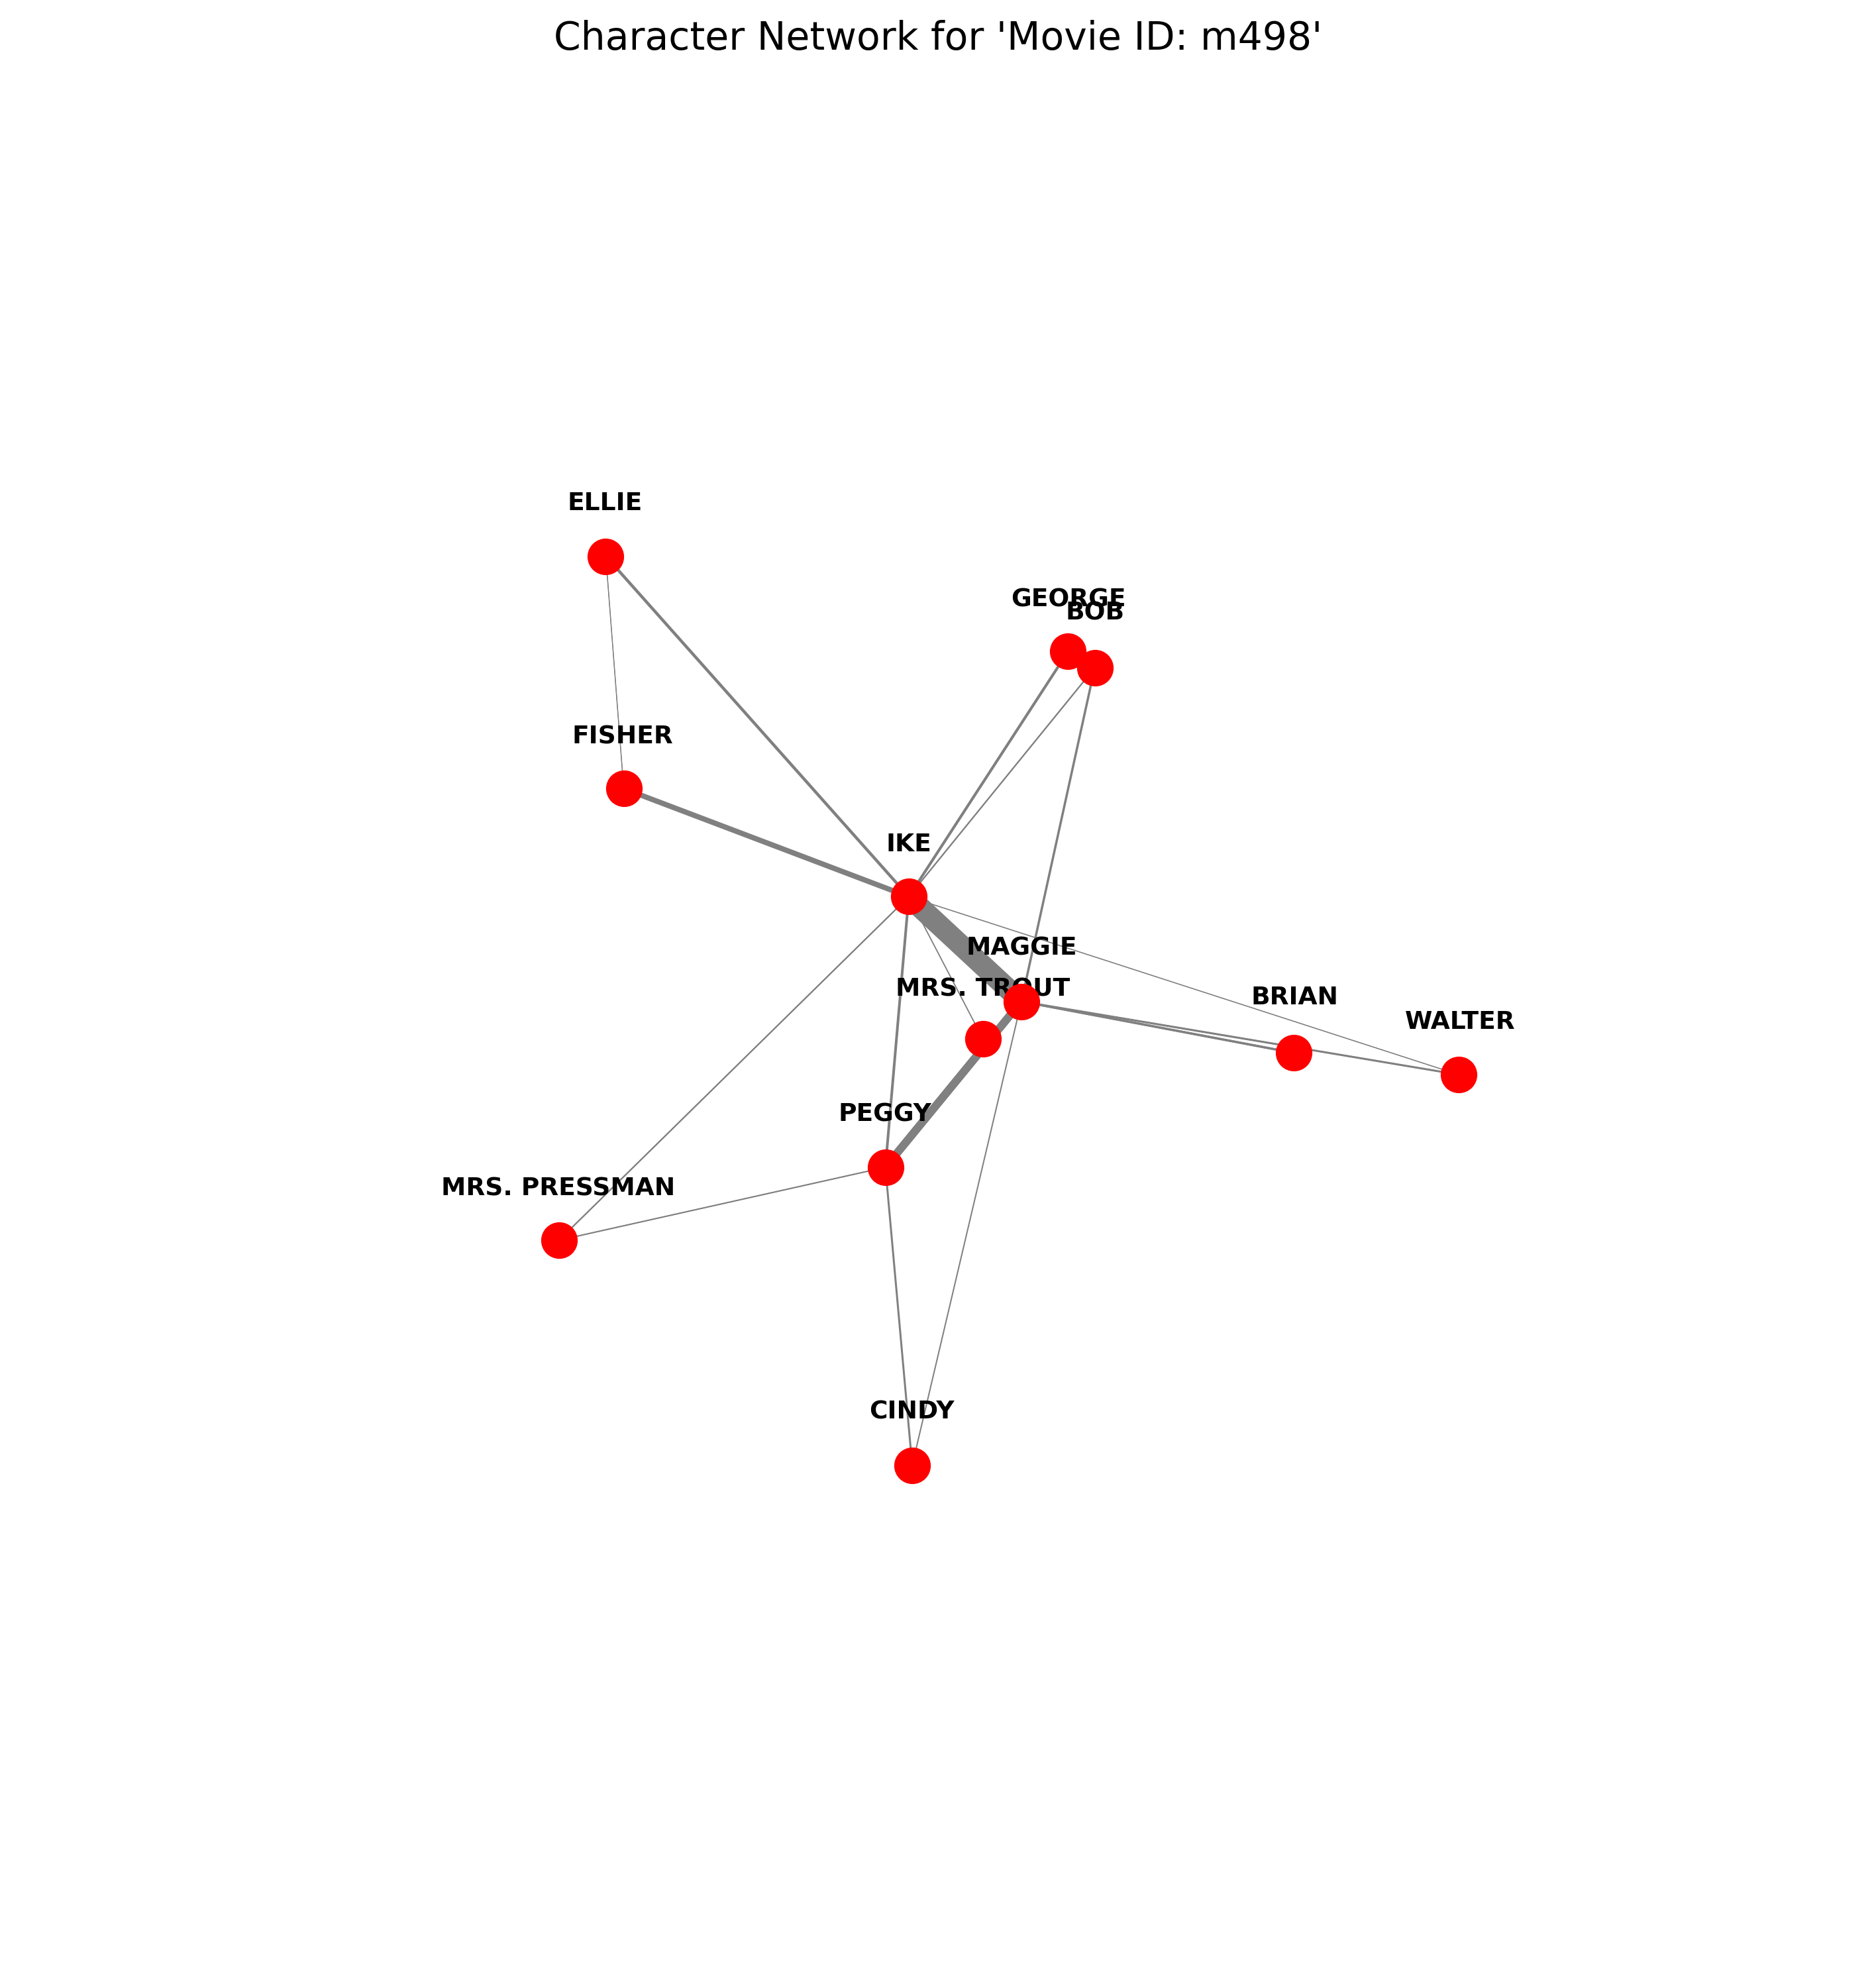 Character Network for 'Movie ID: m498'
ELLIE
GEORGE
BOB
FISHER
IKE
MAGGIE
MRS. TROUT
BRIAN
WALTER
PEGGY
MRS. PRESSMAN
CINDY